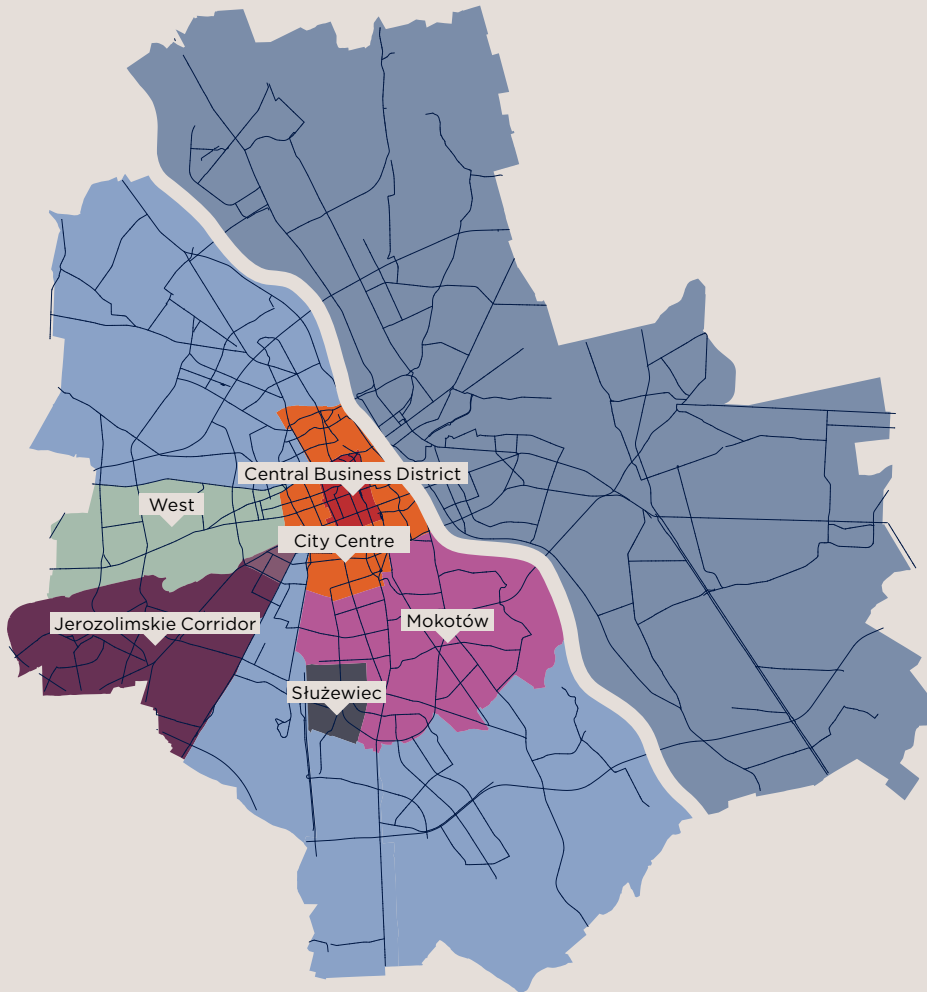 Central Business District
West
City Centre
Jerozolimskie Corridor
Mokotów
Służewiec